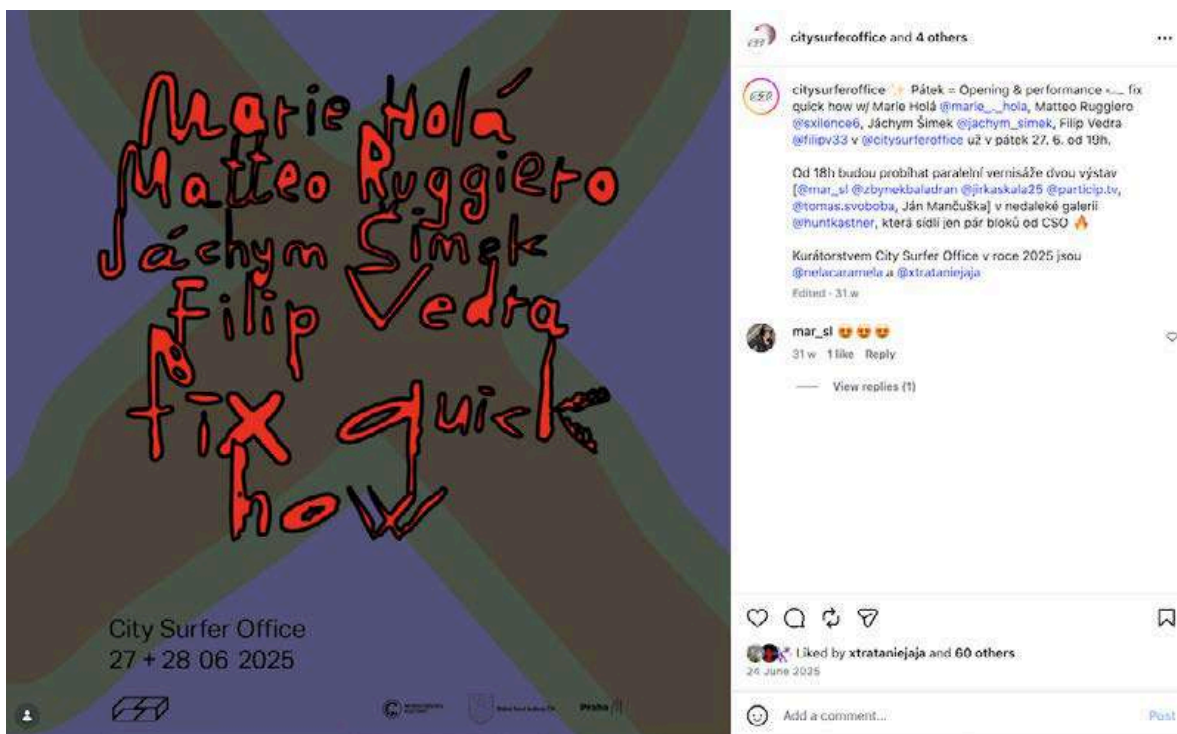 Marie Holá
Matteo Ruggiero
Jáchym Šimek
Filip Vedra
fix quick
how
City Surfer Office
27 + 28 06 2025
Praha
citysurferoffice and 4 others
citysurferoffice ✨ Pátek = Opening & performance fix
quick how w/ Marie Holá @marie_._hola, Matteo Ruggiero
@sxilence6, Jáchym Šimek @jachym_simek, Filip Vedra
@filipv33 v @citysurferoffice už v pátek 27. 6. od 19h.
Od 18h budou probíhat paralelní vernisáže dvou výstav
[@mar_sl @zbynekbaladran @jirkaskala25 @particip.tv,
@tomas.svoboba, Ján Mančuška] v nedaleké galerii
@huntkastner, která sídlí jen pár bloků od CSO 🔥
Kurátorstvem City Surfer Office v roce 2025 jsou
@nelacaramela a @xtrataniejaja
Edited · 31 w
mar_sl 😍 😍 😍
31 w 1 like Reply
View replies (1)
Liked by xtrataniejaja and 60 others
24 June 2025
Add a comment...
Post